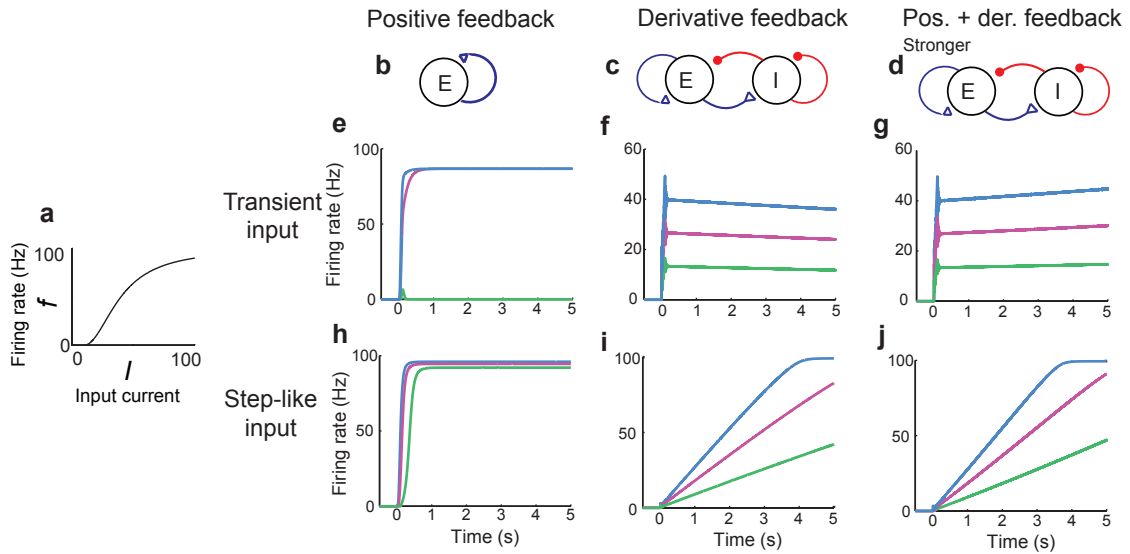 Positive feedback
Derivative feedback
Pos. + der. feedback
b
c
d
Stronger
E
E
I
E
I
e
f
g
Transient
input
Firing rate (Hz)
100
50
0
0 1 2 3 4 5
60
40
20
0
0 1 2 3 4 5
60
40
20
0
0 1 2 3 4 5
a
Firing rate (Hz)
f
100
0
0
100
I
Input current
h
i
j
Step-like
input
Firing rate (Hz)
100
50
0
0 1 2 3 4 5
Time (s)
100
50
0
0 1 2 3 4 5
Time (s)
100
50
0
0 1 2 3 4 5
Time (s)